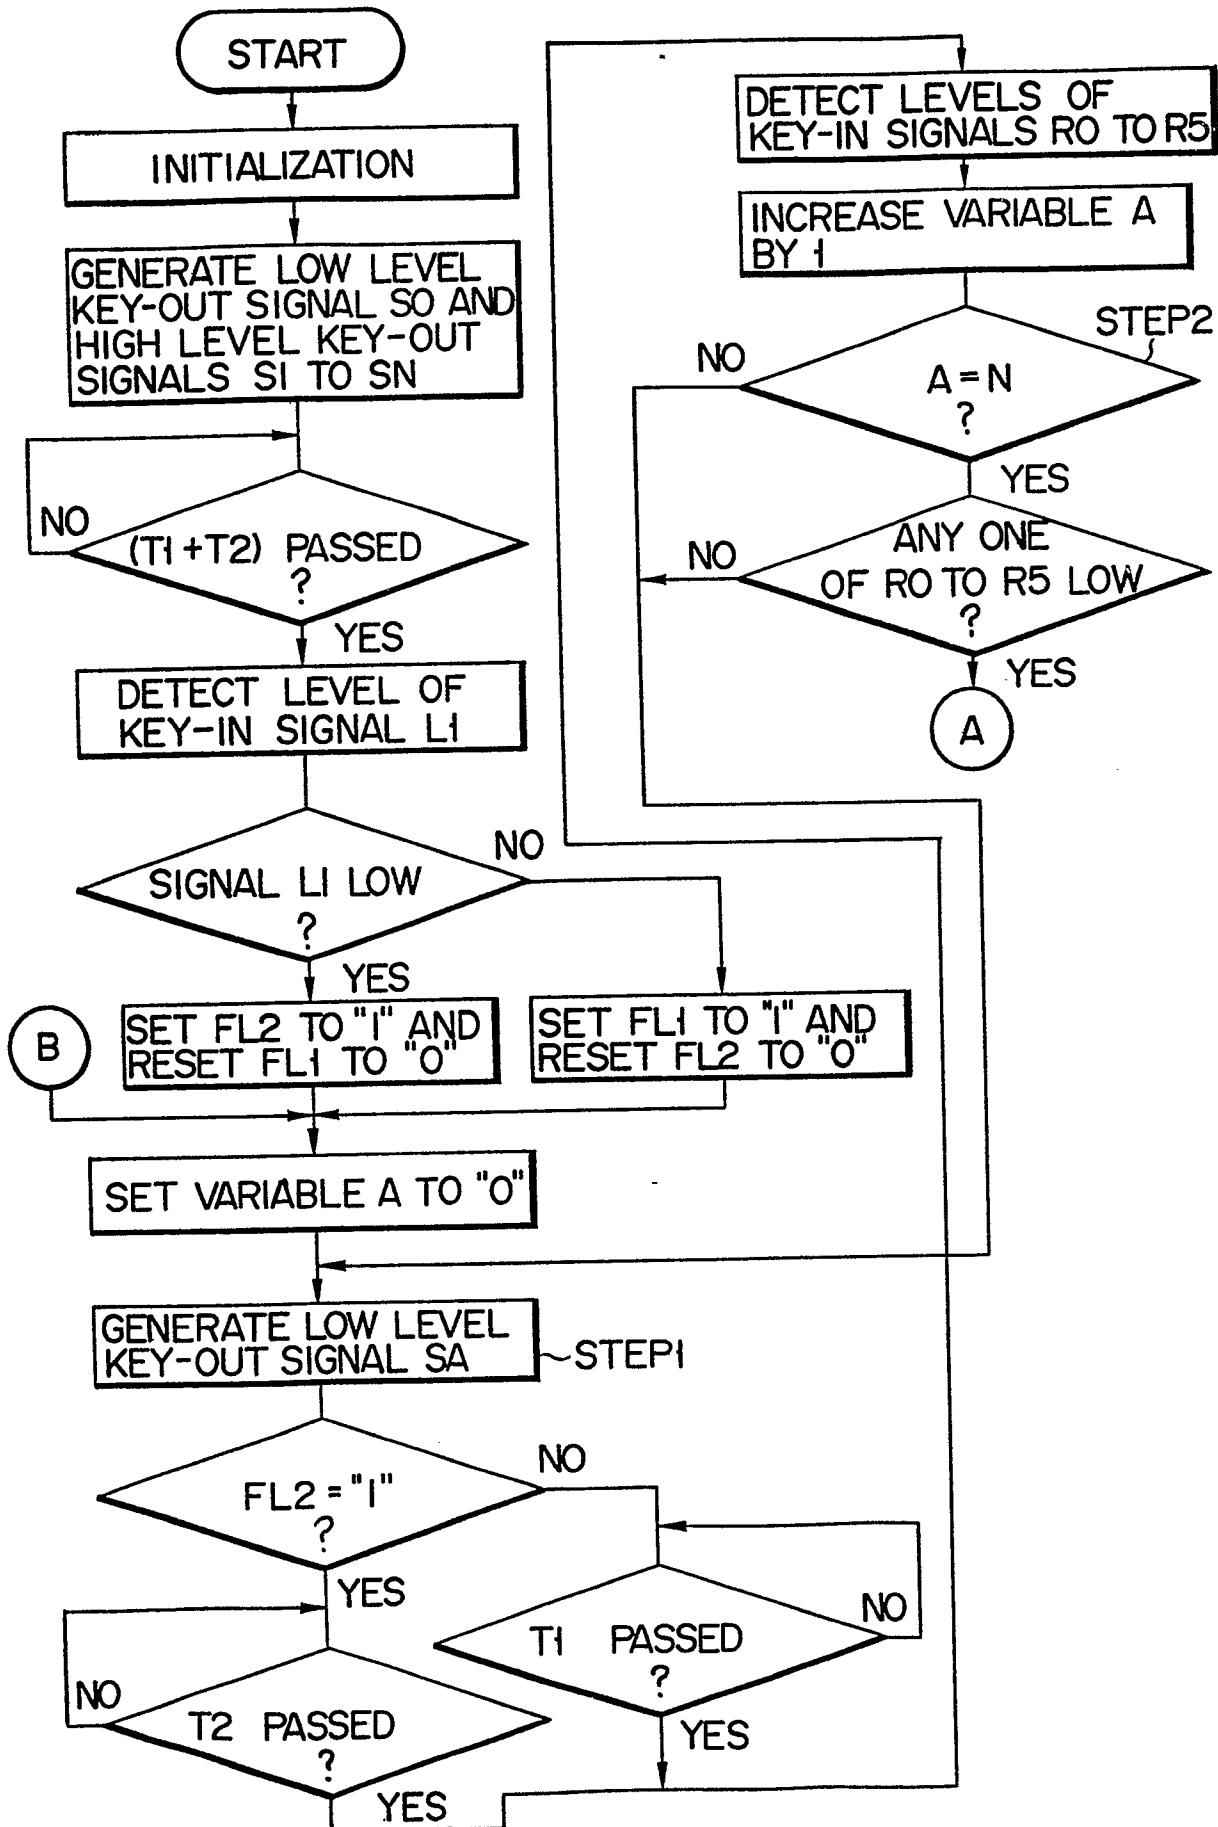 START
INITIALIZATION
GENERATE LOW LEVEL
KEY-OUT SIGNAL S0 AND
HIGH LEVEL KEY-OUT
SIGNALS S1 TO SN
NO
(T1+T2) PASSED
?
YES
DETECT LEVEL OF
KEY-IN SIGNAL L1
NO
SIGNAL L1 LOW
?
YES
B
SET FL2 TO "1" AND
RESET FL1 TO "0"
SET FL1 TO "1" AND
RESET FL2 TO "0"
SET VARIABLE A TO "0"
GENERATE LOW LEVEL
KEY-OUT SIGNAL SA
STEP1
NO
FL2="1"
?
YES
NO
T1 PASSED
?
YES
NO
T2 PASSED
?
YES
DETECT LEVELS OF
KEY-IN SIGNALS R0 TO R5
INCREASE VARIABLE A
BY 1
STEP2
NO
A=N
?
YES
NO
ANY ONE
OF R0 TO R5 LOW
?
YES
A